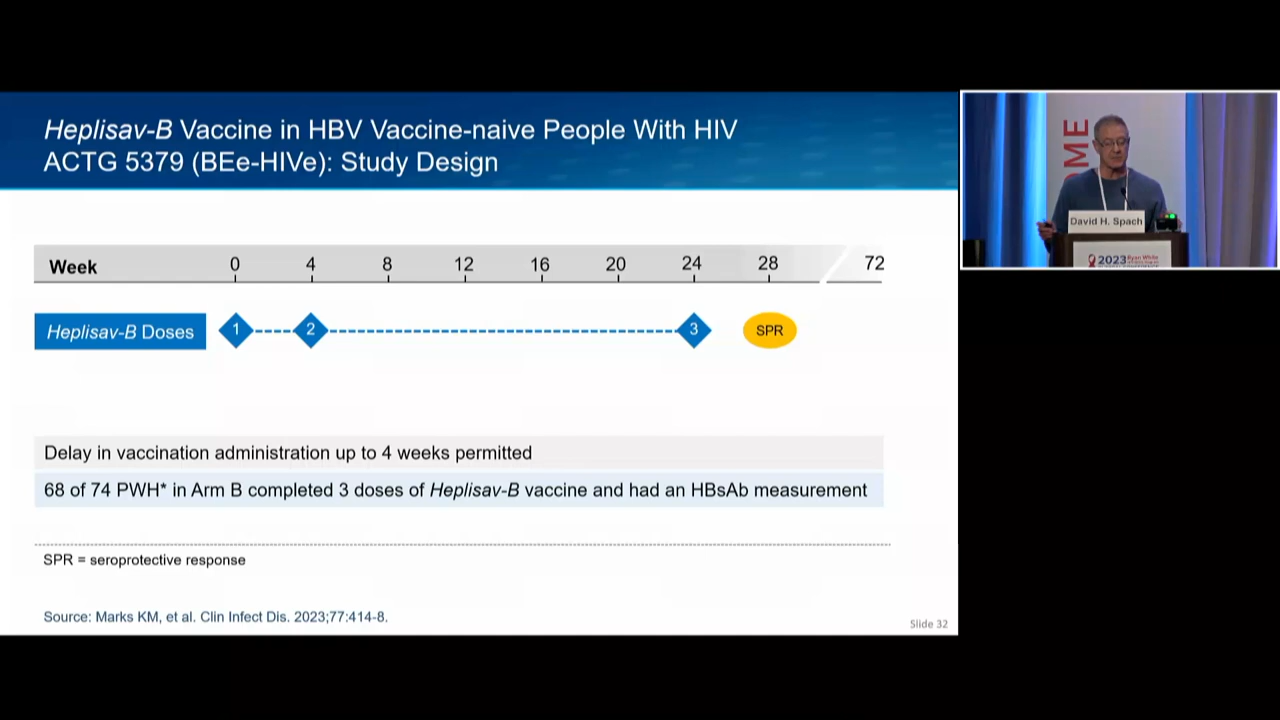 Heplisav-B Vaccine in HBV Vaccine-naive People With HIV
ACTG 5379 (BEe-HIVe): Study Design
Week 0 4 8 12 16 20 24 28 72
Heplisav-B Doses 1 2 3 SPR
Delay in vaccination administration up to 4 weeks permitted
68 of 74 PWH* in Arm B completed 3 doses of Heplisav-B vaccine and had an HBsAb measurement
SPR = seroprotective response
Source: Marks KM, et al. Clin Infect Dis. 2023;77:414-8.
Slide 32
OME
David H. Spach
2023 Ryan White